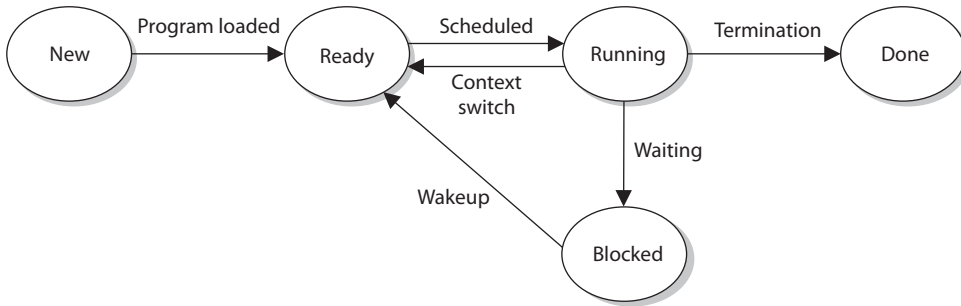 Program loaded
Scheduled
Termination
New
Ready
Running
Done
Context
switch
Waiting
Wakeup
Blocked